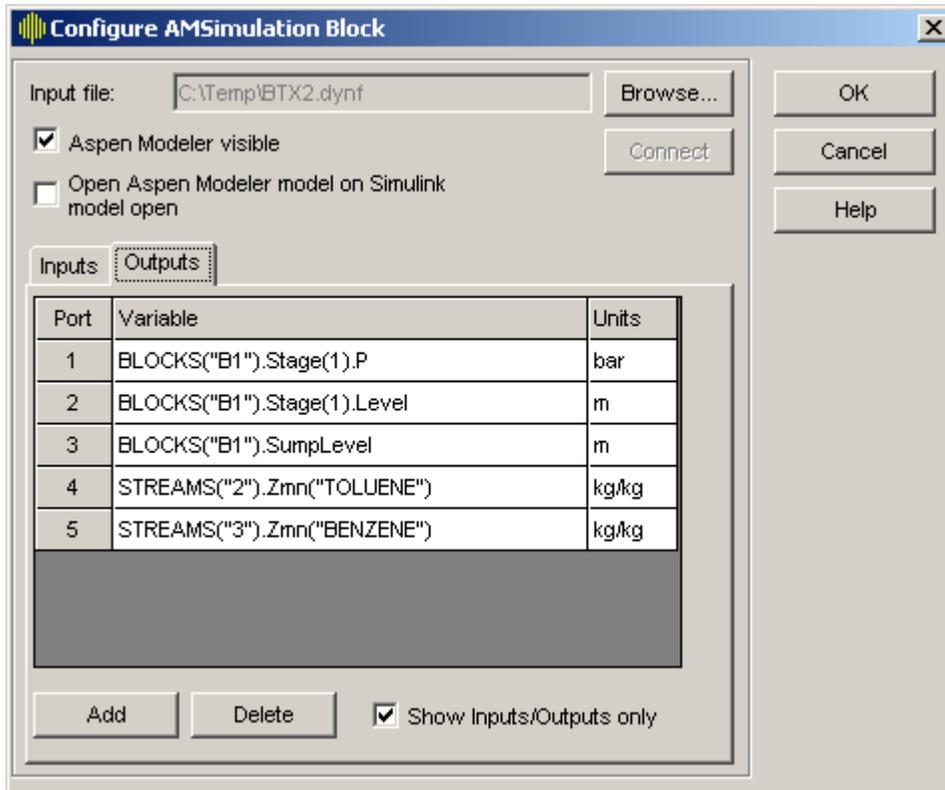 Configure AMSimulation Block
Input file: C:\Temp\BTX2.dynf Browse... OK
Aspen Modeler visible Connect Cancel
Open Aspen Modeler model on Simulink
model open
Help
Inputs Outputs
Port Variable Units
1 BLOCKS("B1").Stage(1).P bar
2 BLOCKS("B1").Stage(1).Level m
3 BLOCKS("B1").SumpLevel m
4 STREAMS("2").Zmn("TOLUENE") kg/kg
5 STREAMS("3").Zmn("BENZENE") kg/kg
Add Delete Show Inputs/Outputs only